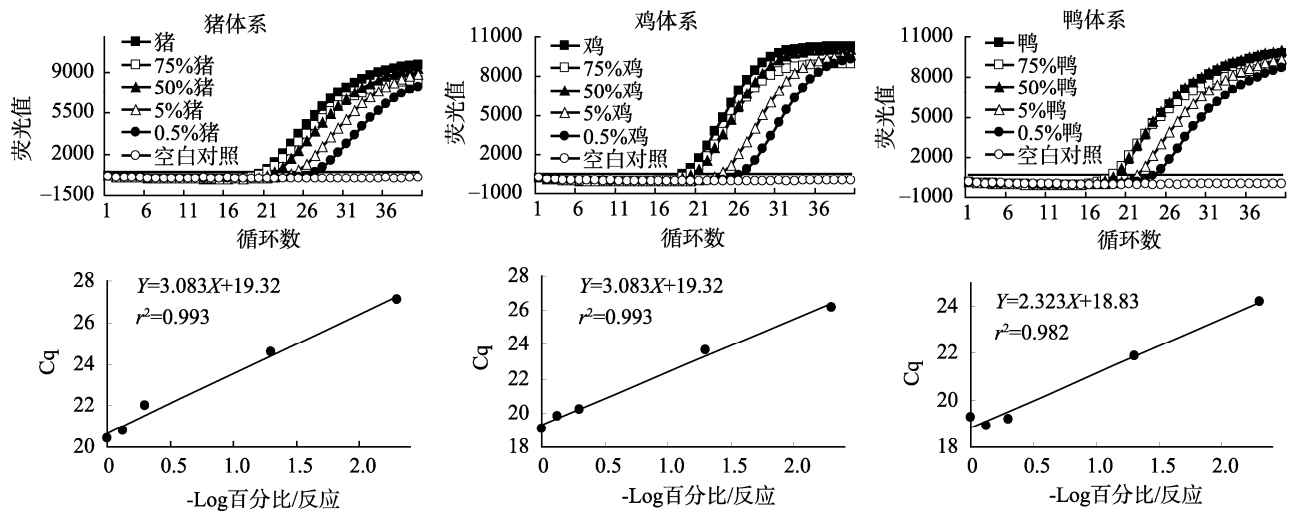 猪体系
猪
75%猪
50%猪
5%猪
0.5%猪
空白对照
荧光值
9000
5500
2000
−1500
1 6 11 16 21 26 31 36
循环数
鸡体系
鸡
75%鸡
50%鸡
5%鸡
0.5%鸡
空白对照
荧光值
11000
8000
5000
2000
−1000
1 6 11 16 21 26 31 36
循环数
鸭体系
鸭
75%鸭
50%鸭
5%鸭
0.5%鸭
空白对照
荧光值
11000
8000
5000
2000
−1000
1 6 11 16 21 26 31 36
循环数
Y=3.083X+19.32
r²=0.993
Cq
28
26
24
22
20
0 0.5 1.0 1.5 2.0
-Log百分比/反应
Y=3.083X+19.32
r²=0.993
Cq
28
26
24
22
20
18
0 0.5 1.0 1.5 2.0
-Log百分比/反应
Y=2.323X+18.83
r²=0.982
Cq
24
22
20
18
0 0.5 1.0 1.5 2.0
-Log百分比/反应